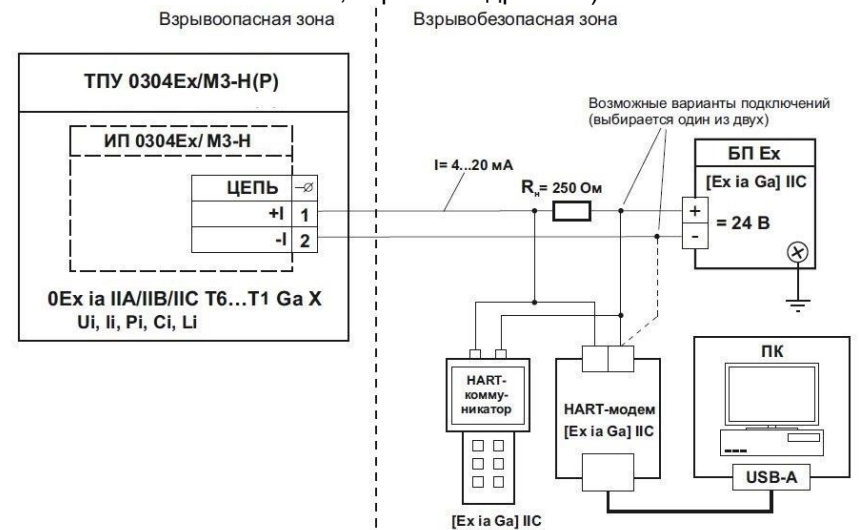 Взрывоопасная зона
Взрывобезопасная зона
ТПУ 0304Ех/М3-Н(Р)
ИП 0304Ех/ М3-Н
ЦЕПЬ
+I 1
-I 2
0Ex ia IIA/IIB/IIC T6...T1 Ga X
Ui, Ii, Pi, Ci, Li
I= 4...20 мА
Rн= 250 Ом
Возможные варианты подключений
(выбирается один из двух)
БП Ех
[Ex ia Ga] IIC
+
= 24 В
-
HART-
комму-
никатор
[Ex ia Ga] IIC
HART-модем
[Ex ia Ga] IIC
ПК
USB-A